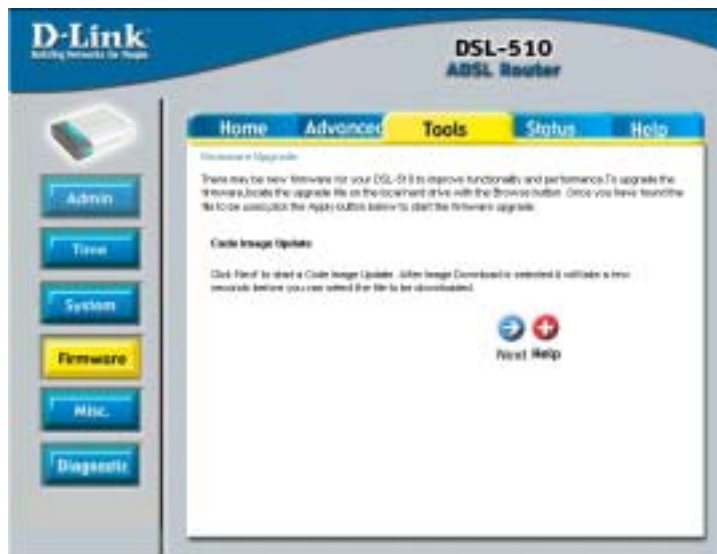 D-Link
Building Networks for People
DSL-510
ADSL Router
Home Advanced Tools Status Help
Firmware Upgrade
There may be new firmware for your DSL-510 to improve functionality and performance.To upgrade the
firmware,locate the upgrade file on the local hard drive with the Browse button. Once you have found the
file to be used,click the Apply button below to start the firmware upgrade.
Code Image Update
Click 'Next' to start a Code Image Update. After Image Download is selected it will take a few
seconds before you can select the file to be downloaded.
Next Help
Admin
Time
System
Firmware
Misc.
Diagnostic